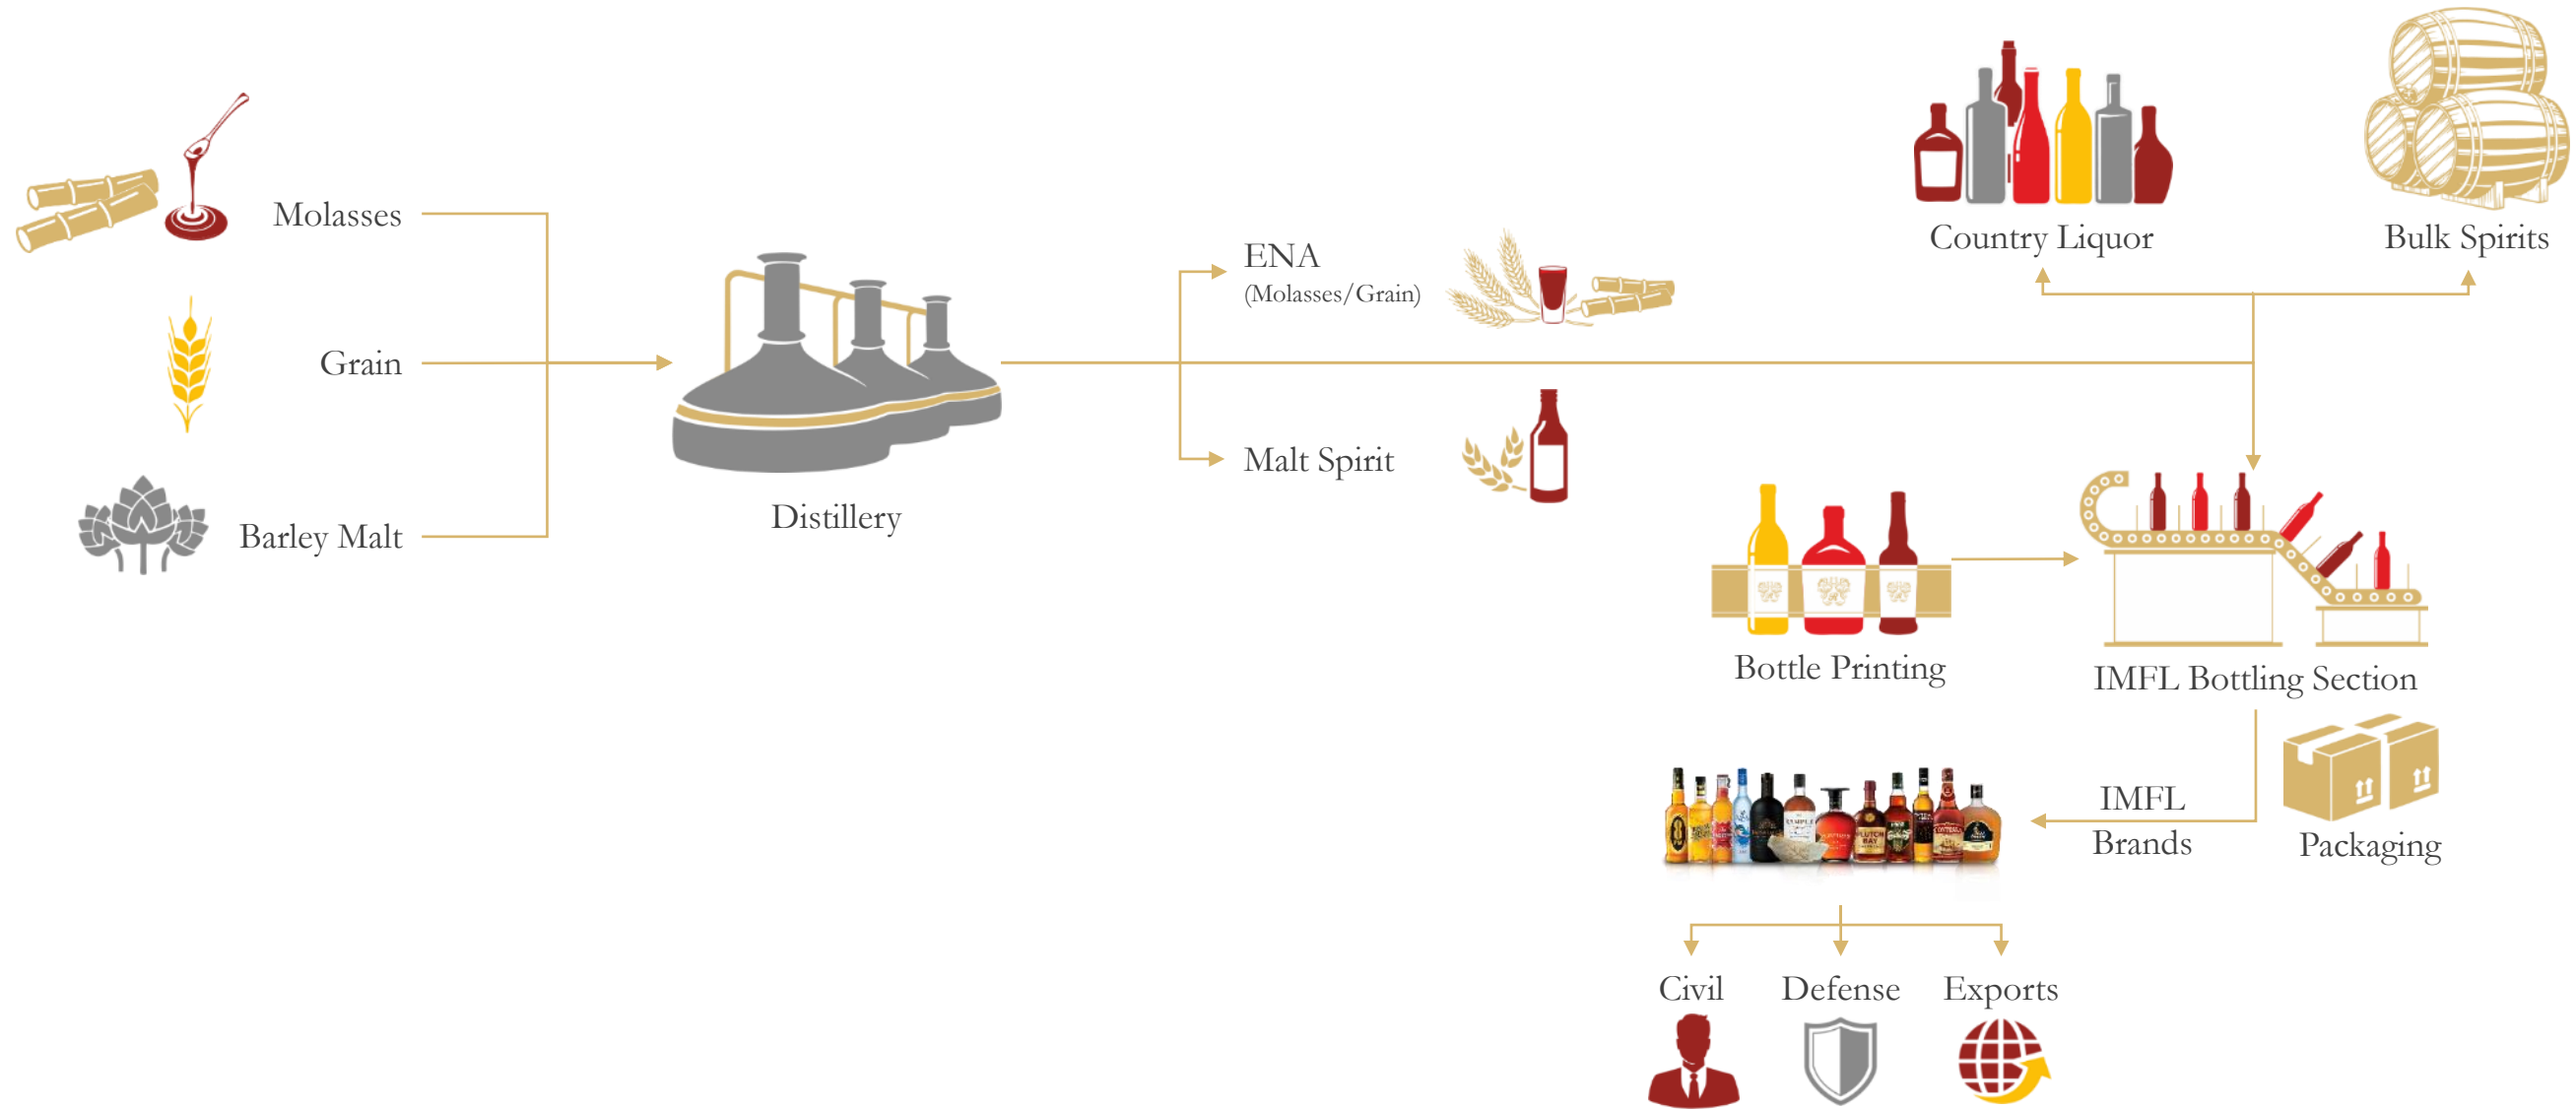 Molasses
Grain
Barley Malt
Distillery
ENA
(Molasses/Grain)
Malt Spirit
Country Liquor
Bulk Spirits
Bottle Printing
IMFL Bottling Section
IMFL
Brands
Packaging
Civil
Defense
Exports